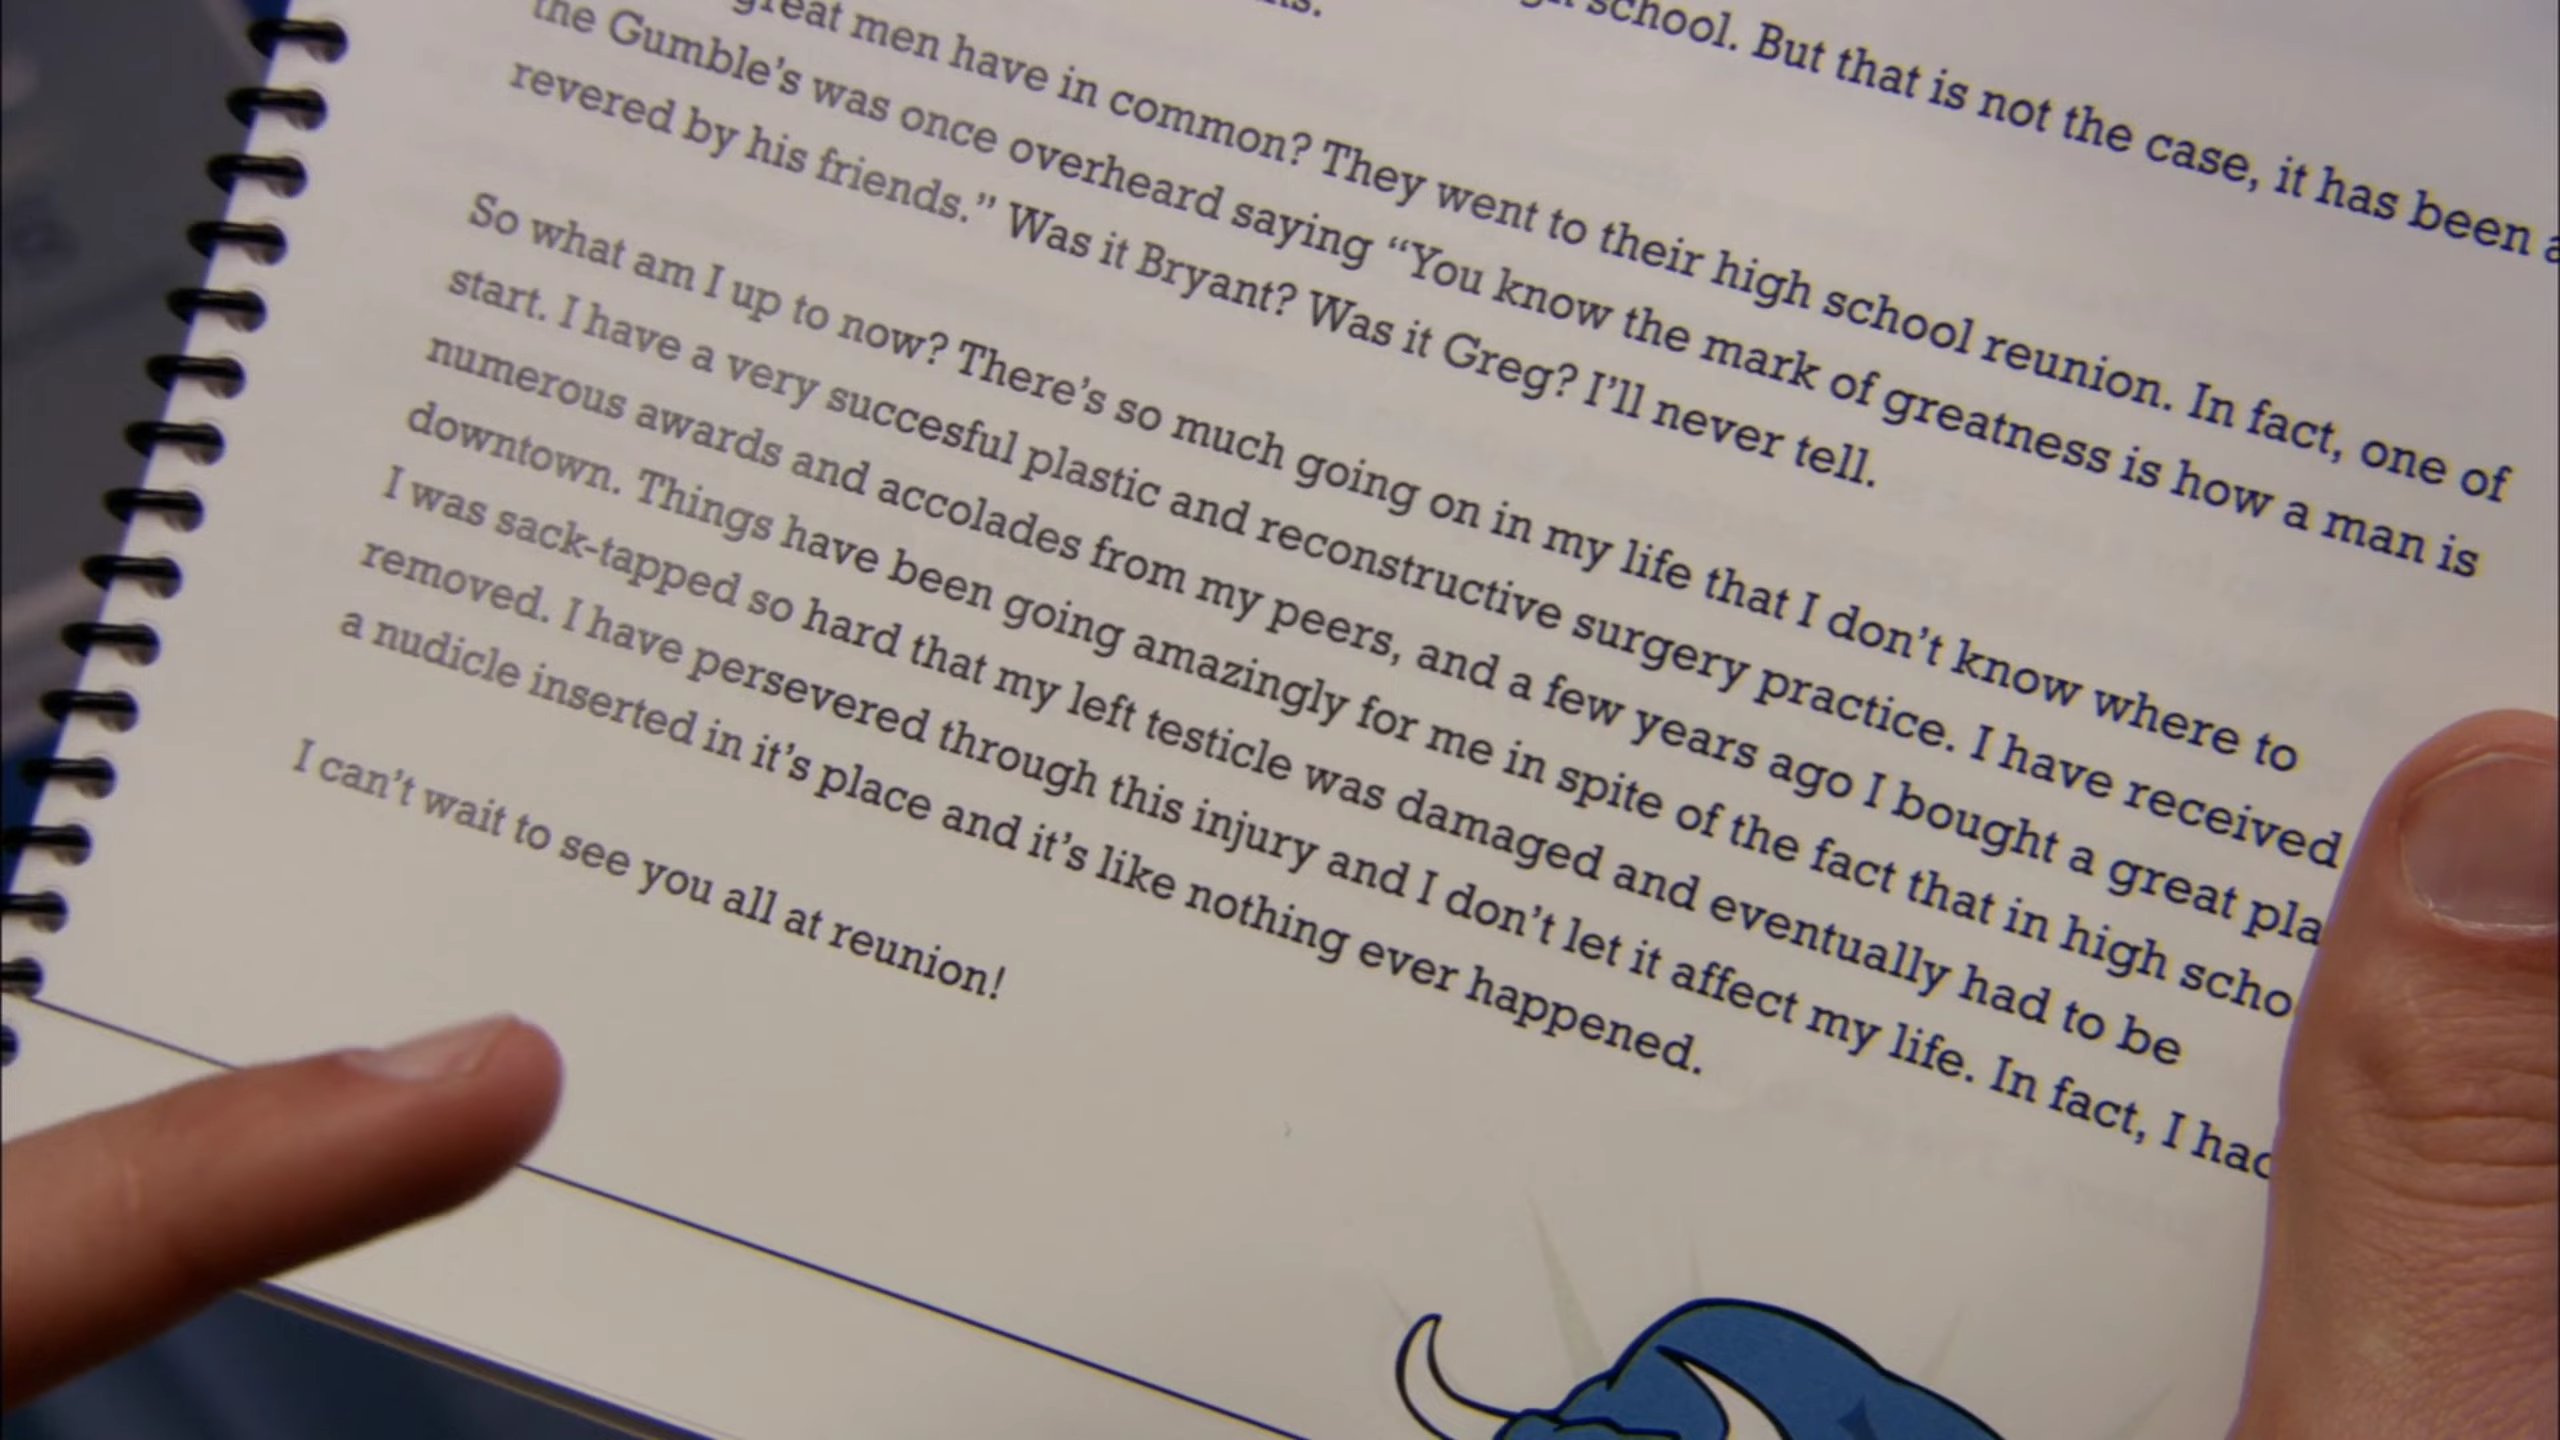 school. But that is not the case, it has been a
great men have in common? They went to their high school reunion. In fact, one of
the Gumble's was once overheard saying “You know the mark of greatness is how a man is
revered by his friends.” Was it Bryant? Was it Greg? I'll never tell.
So what am I up to now? There's so much going on in my life that I don't know where to
start. I have a very succesful plastic and reconstructive surgery practice. I have received
numerous awards and accolades from my peers, and a few years ago I bought a great pla
downtown. Things have been going amazingly for me in spite of the fact that in high scho
I was sack-tapped so hard that my left testicle was damaged and eventually had to be
removed. I have persevered through this injury and I don't let it affect my life. In fact, I had
a nudicle inserted in it's place and it's like nothing ever happened.
I can't wait to see you all at reunion!